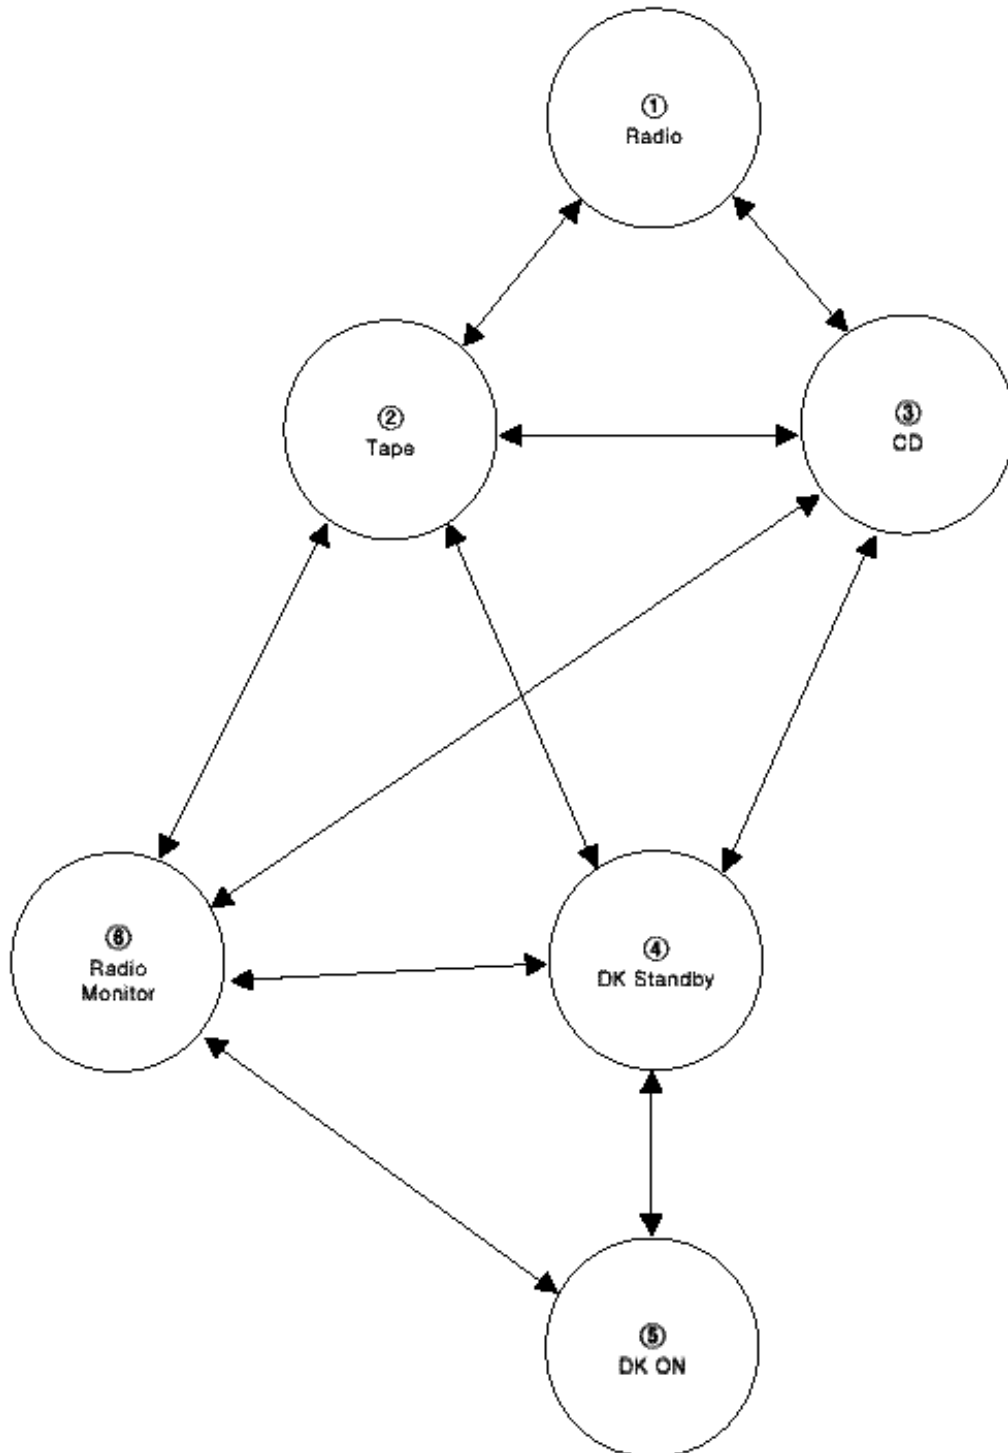 ①
Radio
②
Tape
③
CD
⑥
Radio
Monitor
④
DK Standby
⑤
DK ON